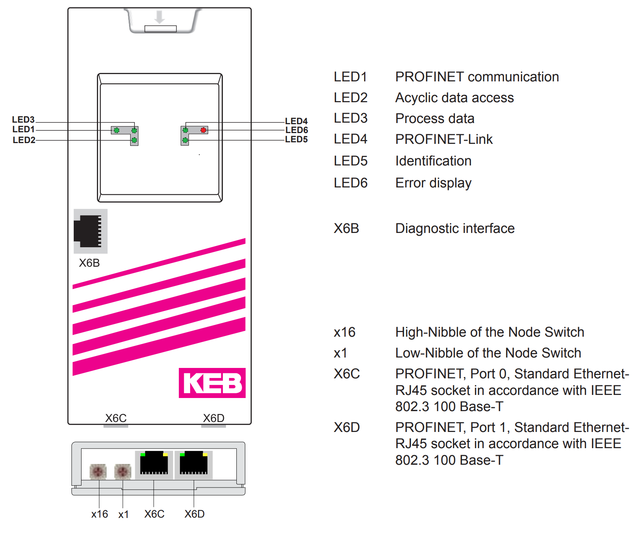 LED3
LED1
LED2
LED4
LED6
LED5
X6B
KEB
X6C X6D
x16 x1 X6C X6D
LED1 PROFINET communication
LED2 Acyclic data access
LED3 Process data
LED4 PROFINET-Link
LED5 Identification
LED6 Error display
X6B Diagnostic interface
x16 High-Nibble of the Node Switch
x1 Low-Nibble of the Node Switch
X6C PROFINET, Port 0, Standard Ethernet-
RJ45 socket in accordance with IEEE
802.3 100 Base-T
X6D PROFINET, Port 1, Standard Ethernet-
RJ45 socket in accordance with IEEE
802.3 100 Base-T